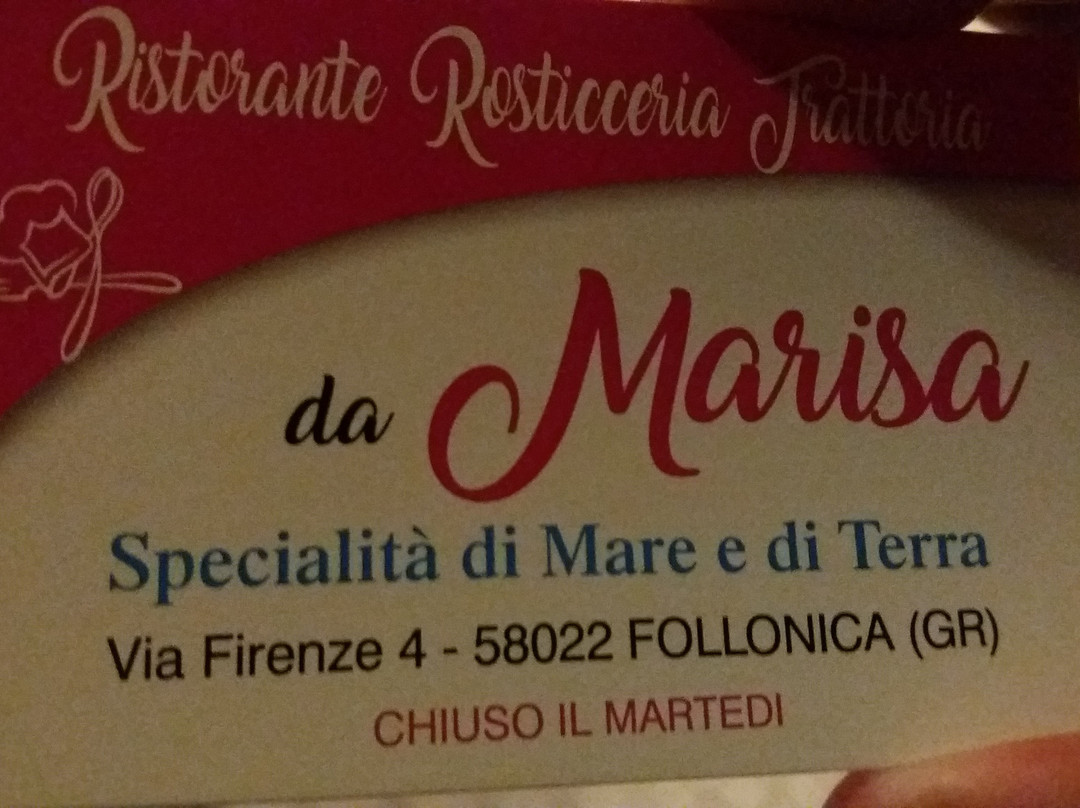 Ristorante Rosticceria Trattoria
da Marisa
Specialità di Mare e di Terra
Via Firenze 4 - 58022 FOLLONICA (GR)
CHIUSO IL MARTEDI